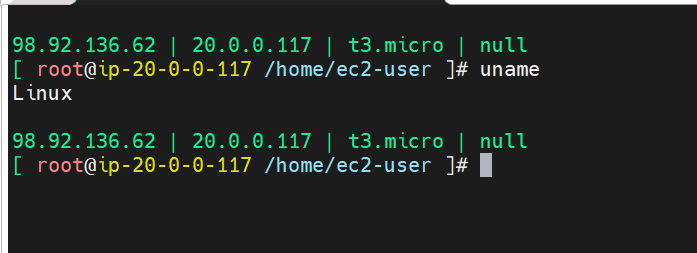 98.92.136.62 | 20.0.0.117 | t3.micro | null
[ root@ip-20-0-0-117 /home/ec2-user ]# uname
Linux
98.92.136.62 | 20.0.0.117 | t3.micro | null
[ root@ip-20-0-0-117 /home/ec2-user ]#